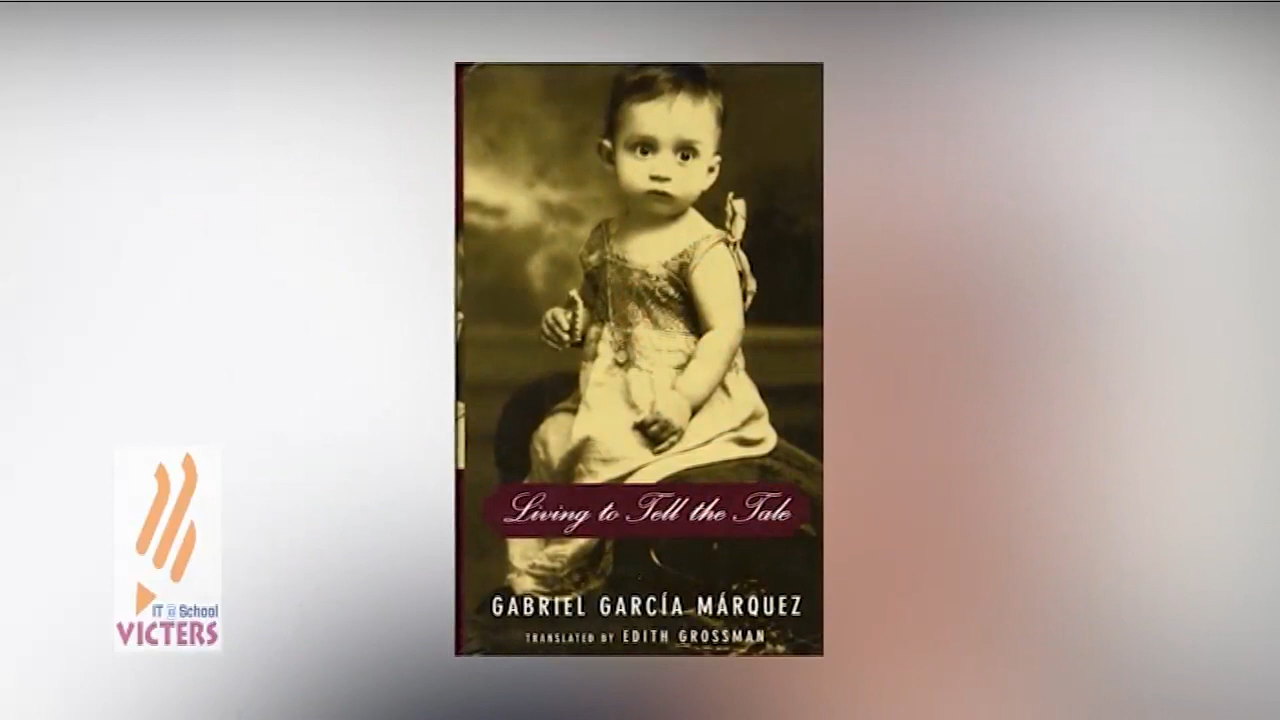 Living to Tell the Tale
GABRIEL GARCÍA MÁRQUEZ
TRANSLATED BY EDITH GROSSMAN
IT @ School
VICTERS